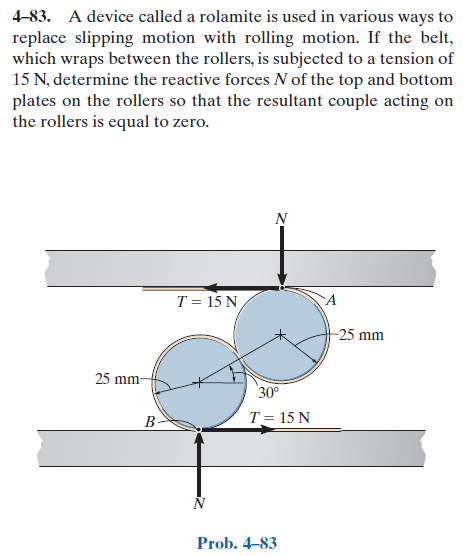 4–83. A device called a rolamite is used in various ways to
replace slipping motion with rolling motion. If the belt,
which wraps between the rollers, is subjected to a tension of
15 N, determine the reactive forces N of the top and bottom
plates on the rollers so that the resultant couple acting on
the rollers is equal to zero.
N
T = 15 N
A
25 mm
25 mm
30°
B
T = 15 N
N
Prob. 4–83